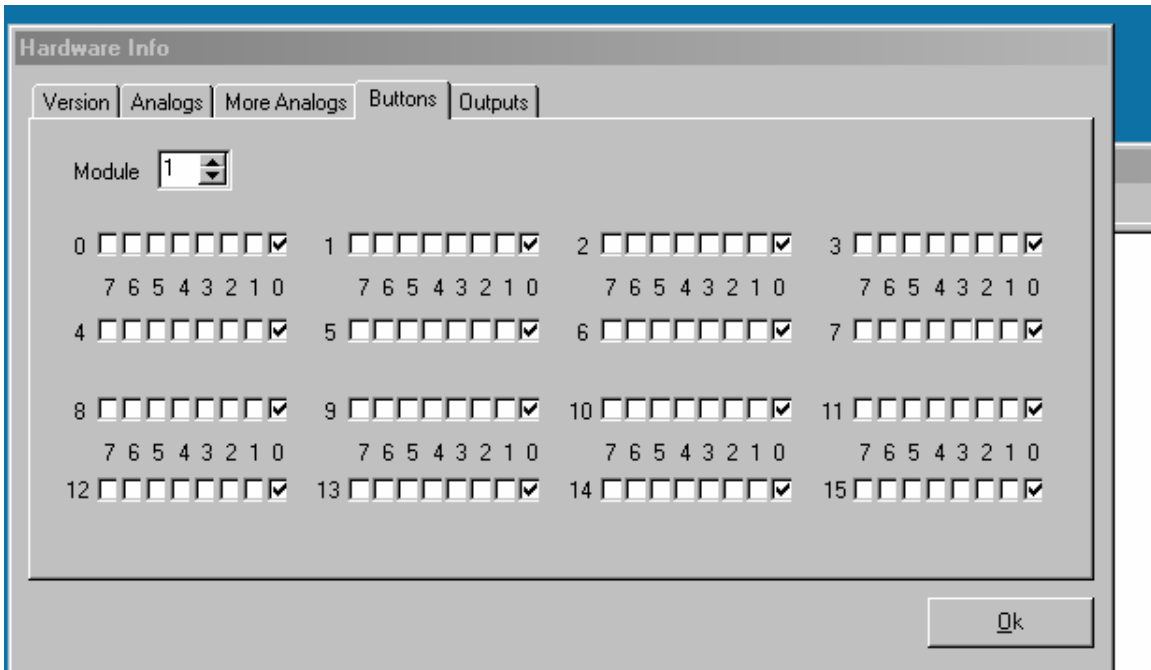 Hardware Info
Version Analogs More Analogs Buttons Outputs
Module 1
0 1 2 3
7 6 5 4 3 2 1 0 7 6 5 4 3 2 1 0 7 6 5 4 3 2 1 0 7 6 5 4 3 2 1 0
4 5 6 7
8 9 10 11
7 6 5 4 3 2 1 0 7 6 5 4 3 2 1 0 7 6 5 4 3 2 1 0 7 6 5 4 3 2 1 0
12 13 14 15
Ok